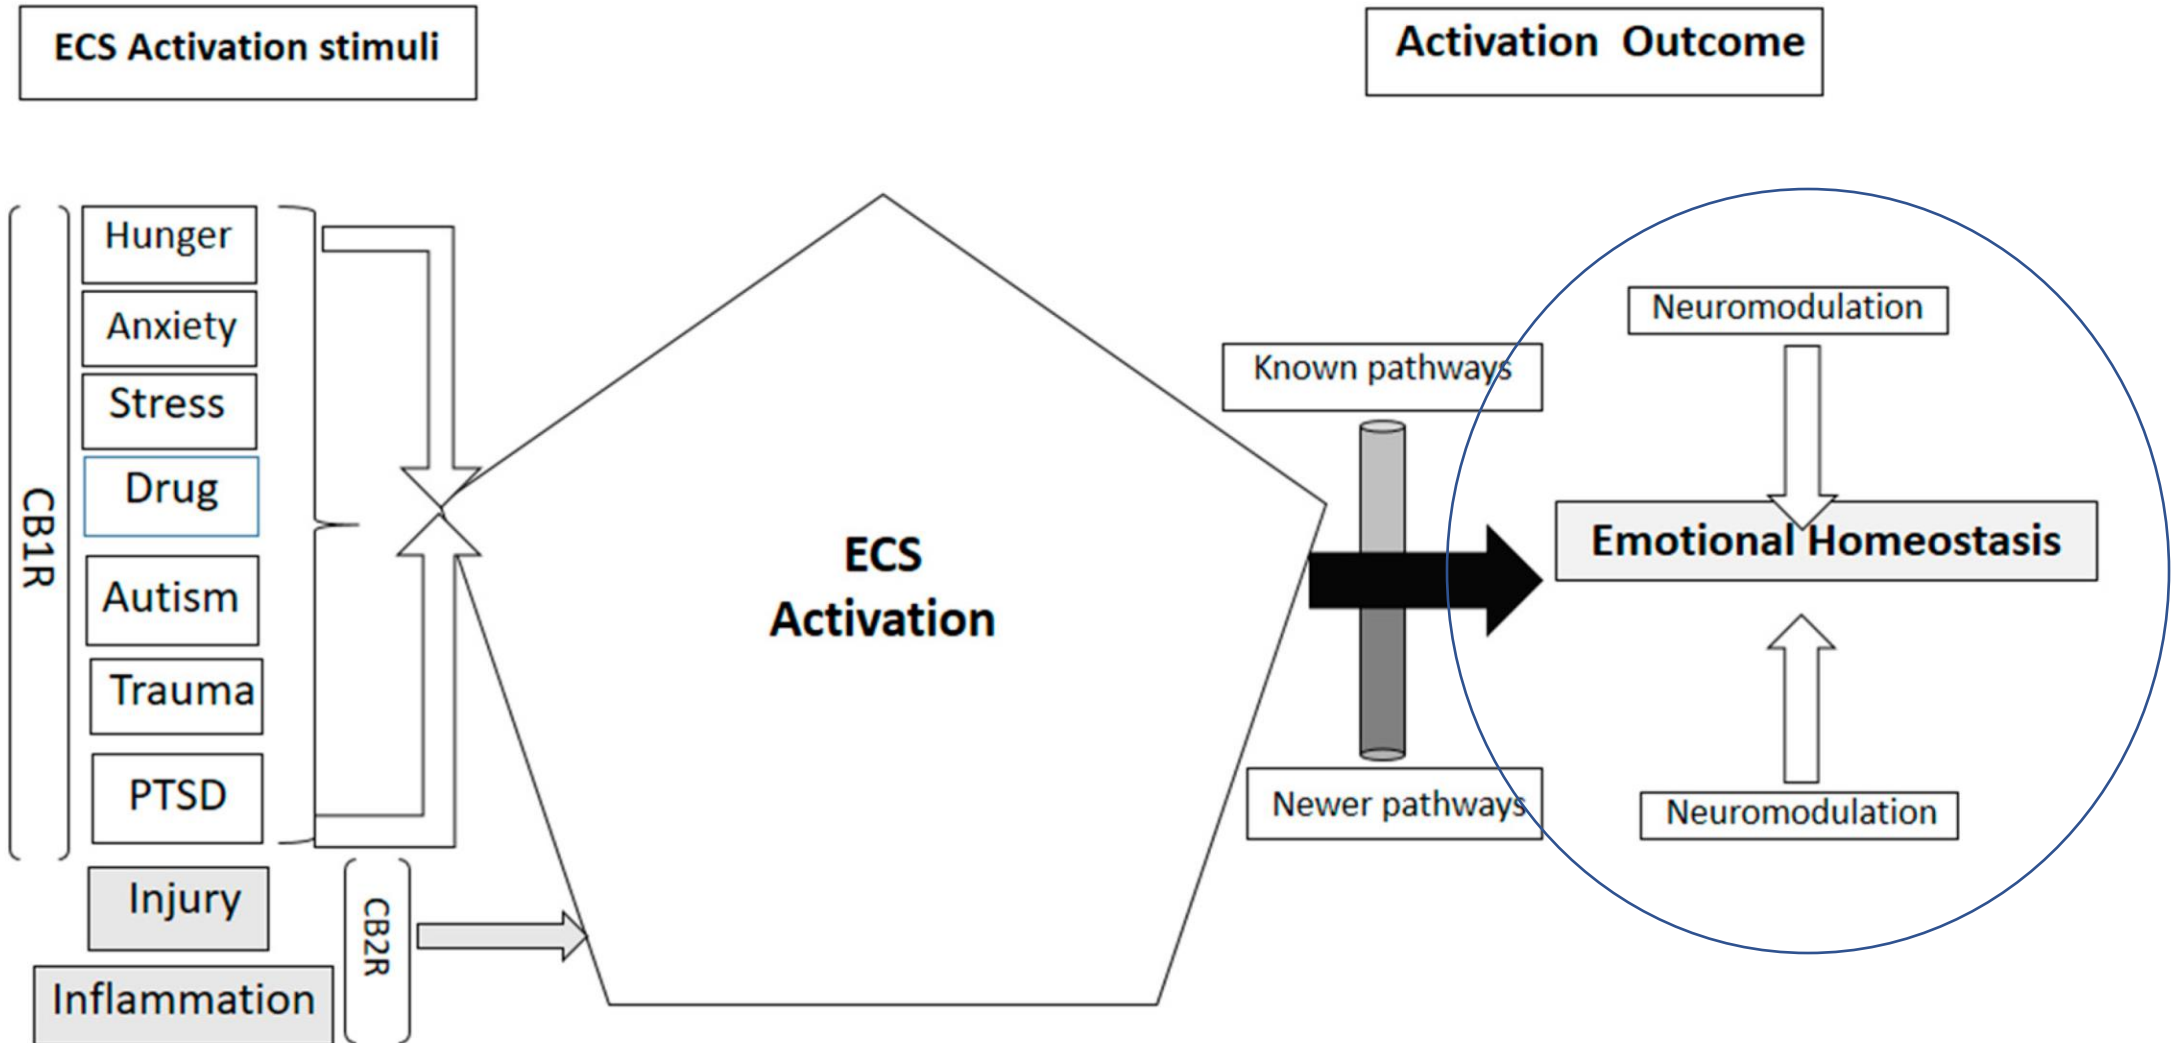 ECS Activation stimuli
Activation Outcome
CB1R
Hunger
Anxiety
Stress
Drug
Autism
Trauma
PTSD
Injury
Inflammation
CB2R
ECS
Activation
Known pathways
Newer pathways
Neuromodulation
Emotional Homeostasis
Neuromodulation